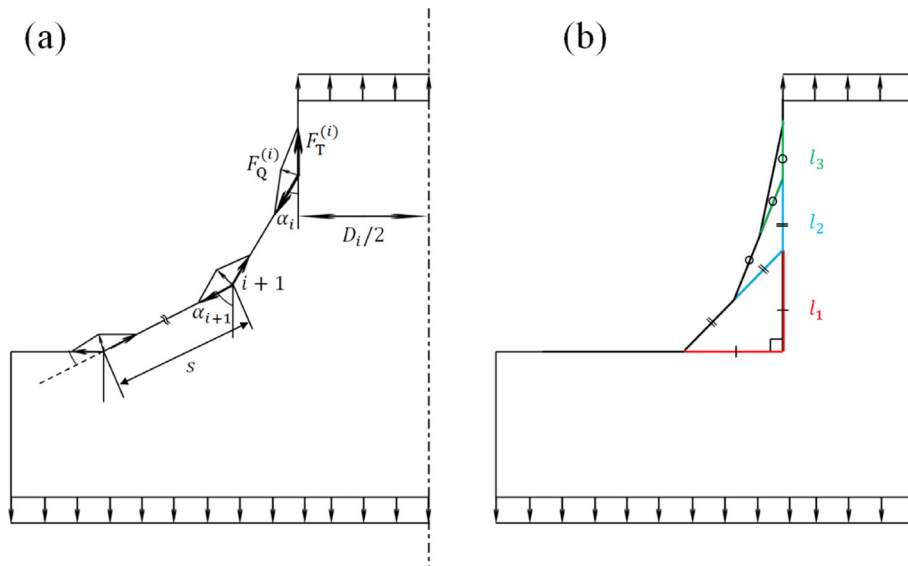 (a)
(b)
F_T^(i)
F_Q^(i)
α_i
D_i/2
i + 1
α_{i+1}
s
l_3
l_2
l_1